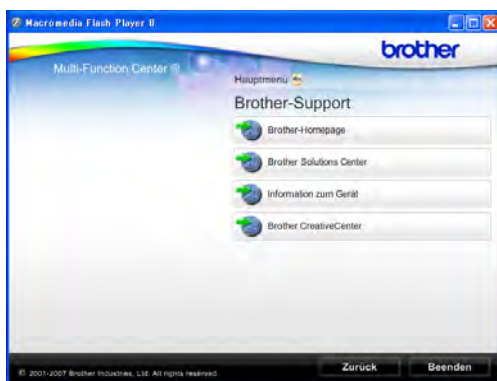 Macromedia Flash Player 8
brother
Multi-Function Center ®
Hauptmenü
Brother-Support
Brother-Homepage
Brother Solutions Center
Information zum Gerät
Brother CreativeCenter
© 2001-2007 Brother Industries, Ltd. All rights reserved.
Zurück Beenden